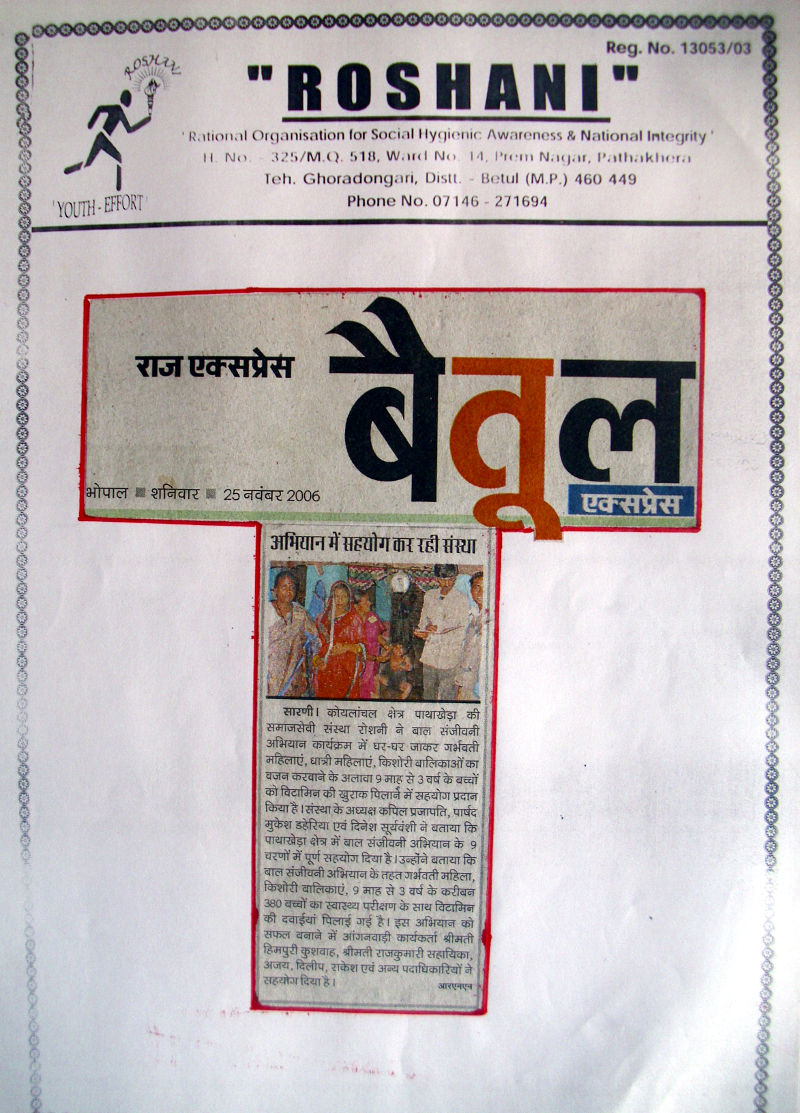 Reg. No. 13053/03
ROSHANI
"ROSHANI"
'Rational Organisation for Social Hygienic Awareness & National Integrity'
H. No. - 325/M.Q. 518, Ward No. 14, Prem Nagar, Pathakhera
Teh. Ghoradongari, Distt. - Betul (M.P.) 460 449
'YOUTH - EFFORT'
Phone No. 07146 - 271694
राज एक्सप्रेस
बैतूल
भोपाल ■ शनिवार ■ 25 नवंबर 2006
एक्सप्रेस
अभियान में सहयोग कर रही संस्था
सारणी। कोयलांचल क्षेत्र पाथाखेड़ा की
समाजसेवी संस्था रोशनी ने बाल संजीवनी
अभियान कार्यक्रम में घर-घर जाकर गर्भवती
महिलाएं, धात्री महिलाएं, किशोरी बालिकाओं का
वजन करवाने के अलावा 9 माह से 3 वर्ष के बच्चों
को विटामिन की खुराक पिलाने में सहयोग प्रदान
किया है। संस्था के अध्यक्ष कपिल प्रजापति, पार्षद
मुकेश डहेरिया एवं दिनेश सूर्यवंशी ने बताया कि
पाथाखेड़ा क्षेत्र में बाल संजीवनी अभियान के 9
चरणों में पूर्ण सहयोग दिया है। उन्होंने बताया कि
बाल संजीवनी अभियान के तहत गर्भवती महिला,
किशोरी बालिकाएं, 9 माह से 3 वर्ष के करीबन
380 बच्चों का स्वास्थ्य परीक्षण के साथ विटामिन
की दवाईयां पिलाई गई है। इस अभियान को
सफल बनाने में आंगनवाड़ी कार्यकर्ता श्रीमती
हिमपुरी कुशवाह, श्रीमती राजकुमारी सहायिका,
अजय, दिलीप, राकेश एवं अन्य पदाधिकारियों ने
सहयोग दिया है।
आरएनएन